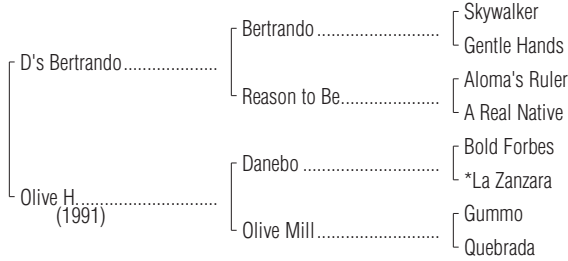 Skywalker
Bertrando
Gentle Hands
D's Bertrando
Aloma's Ruler
Reason to Be
A Real Native
Bold Forbes
Danebo
*La Zanzara
Olive H.
(1991)
Gummo
Olive Mill
Quebrada